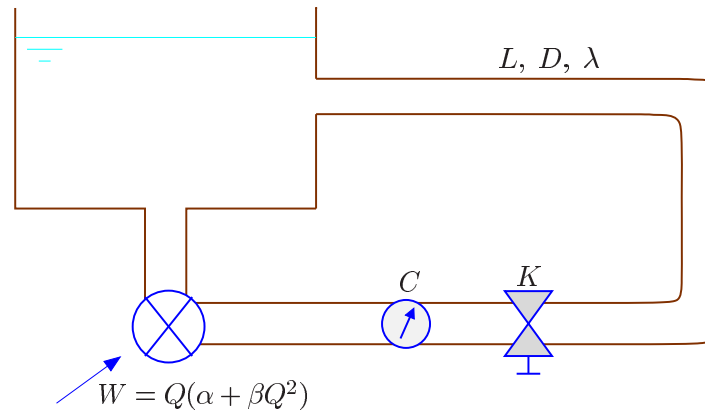 L, D, λ
C
K
W = Q(α + βQ²)